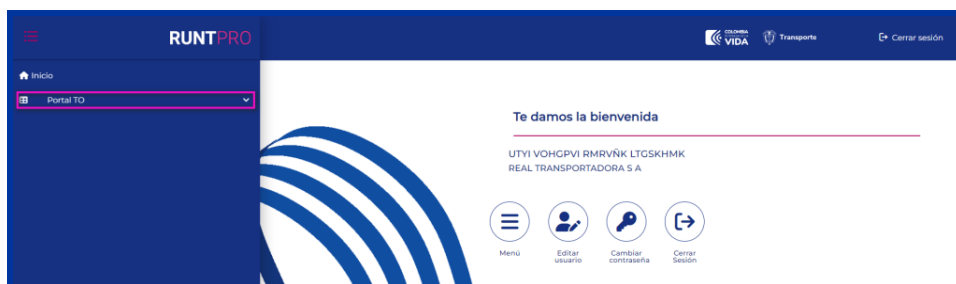 RUNTPRO
COLOMBIA
VIDA
Transporte
Cerrar sesión
Inicio
Portal TO
Te damos la bienvenida
UTYI VOHGPVI RMRVÑK LTGSKHMK
REAL TRANSPORTADORA S A
Menú
Editar
usuario
Cambiar
contraseña
Cerrar
Sesión